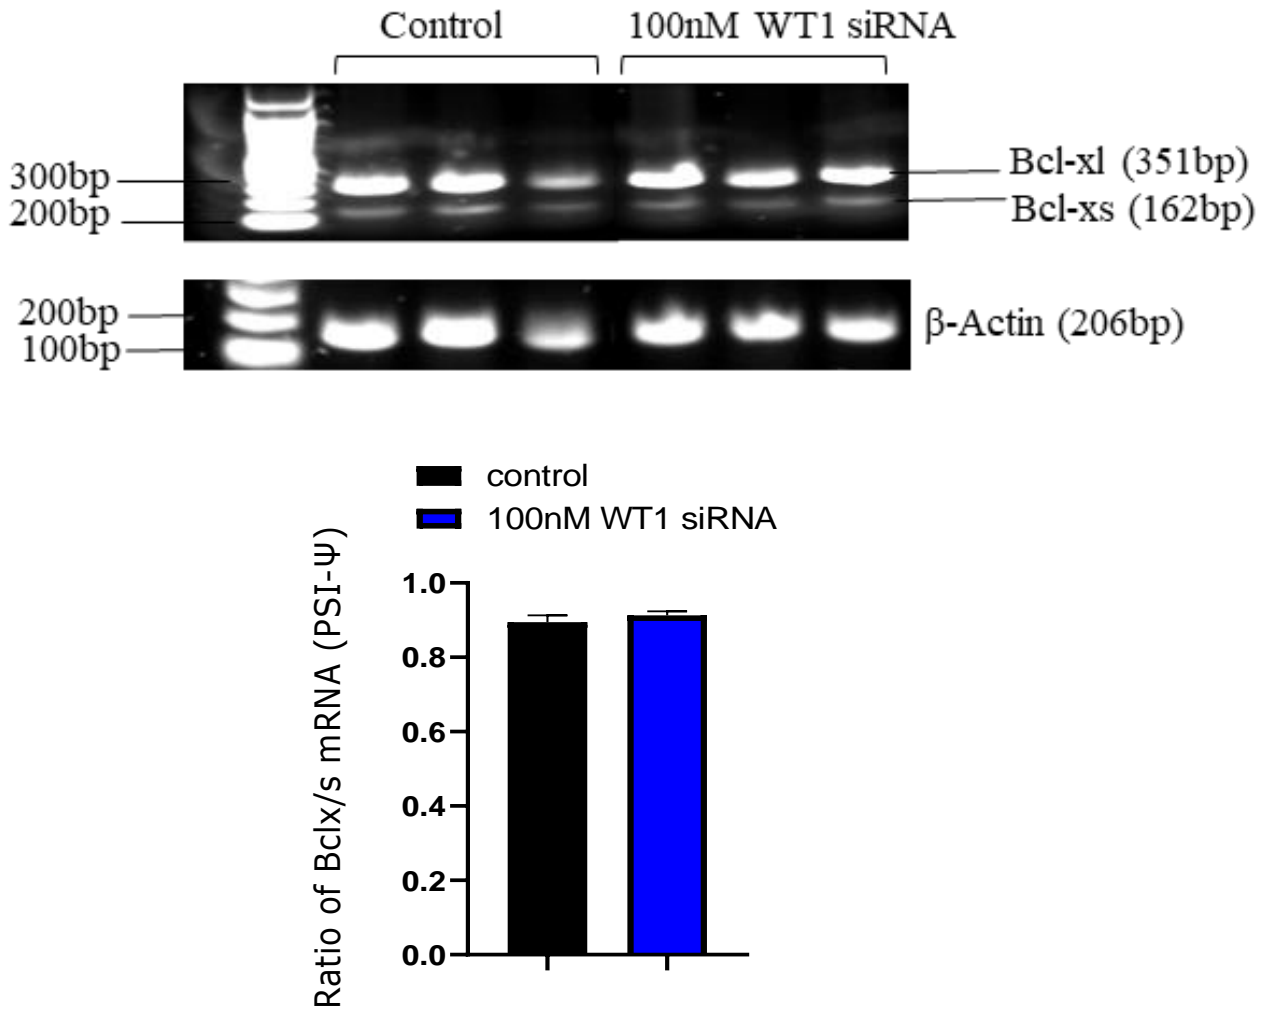 Control
100nM WT1 siRNA
300bp
200bp
Bcl-xl (351bp)
Bcl-xs (162bp)
200bp
100bp
β-Actin (206bp)
control
100nM WT1 siRNA
Ratio of Bclx/s mRNA (PSI-Ψ)
1.0
0.8
0.6
0.4
0.2
0.0